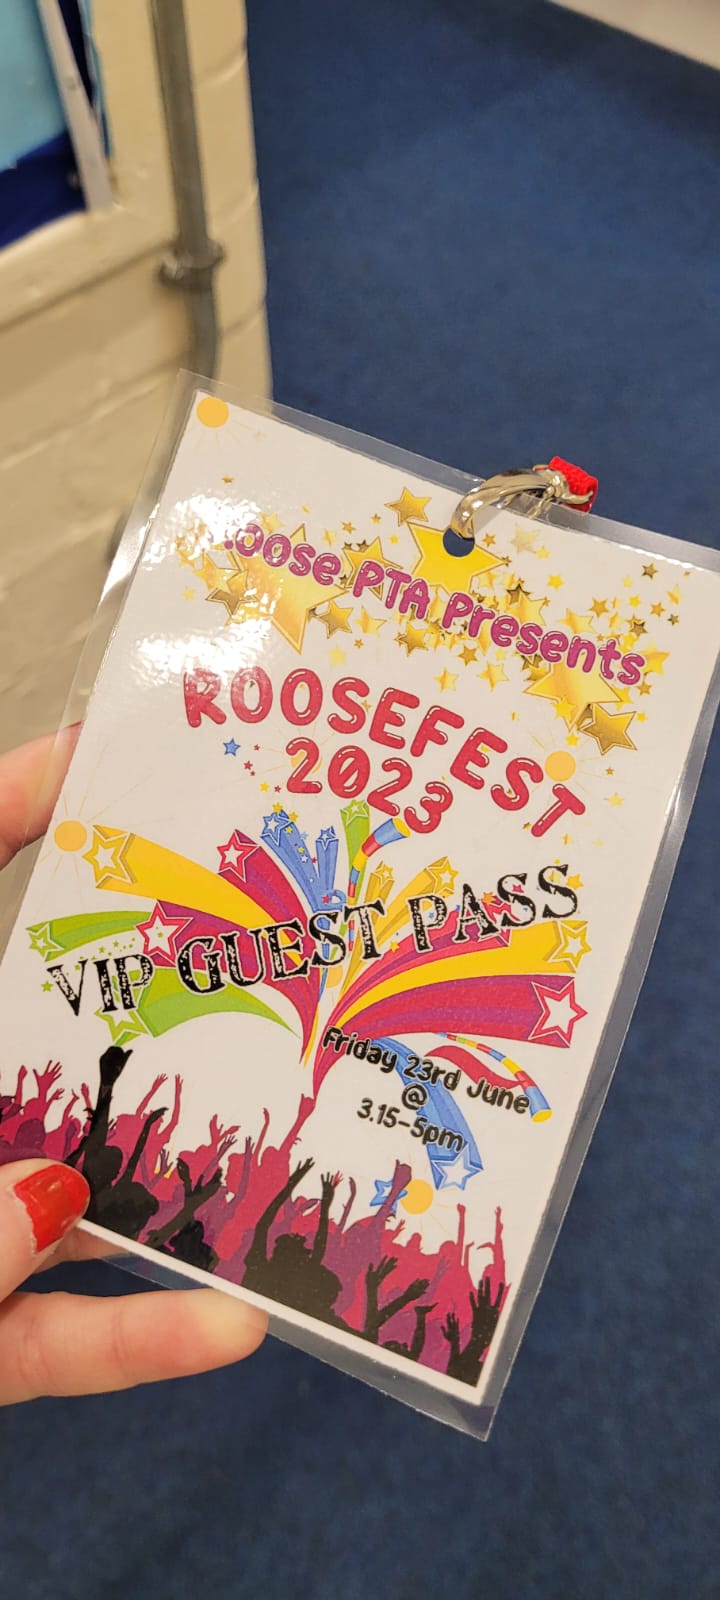 PTA Presents
ROOSEFEST
2023
VIP GUEST PASS
Friday 23rd June
@
3.15-5pm